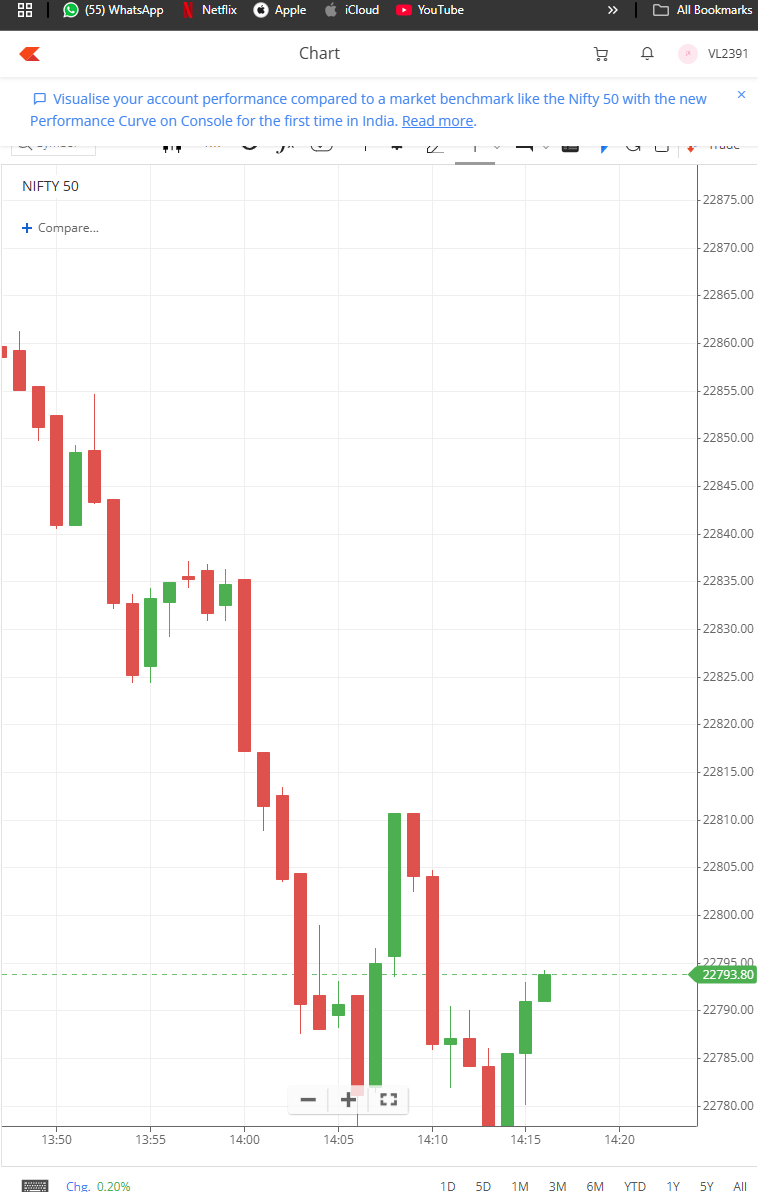 (55) WhatsApp Netflix Apple iCloud YouTube » All Bookmarks
Chart VL2391
Visualise your account performance compared to a market benchmark like the Nifty 50 with the new
Performance Curve on Console for the first time in India. Read more.
NIFTY 50
+ Compare...
22875.00
22870.00
22865.00
22860.00
22855.00
22850.00
22845.00
22840.00
22835.00
22830.00
22825.00
22820.00
22815.00
22810.00
22805.00
22800.00
22795.00
22793.80
22790.00
22785.00
22780.00
13:50 13:55 14:00 14:05 14:10 14:15 14:20
Chg. 0.20% 1D 5D 1M 3M 6M YTD 1Y 5Y All